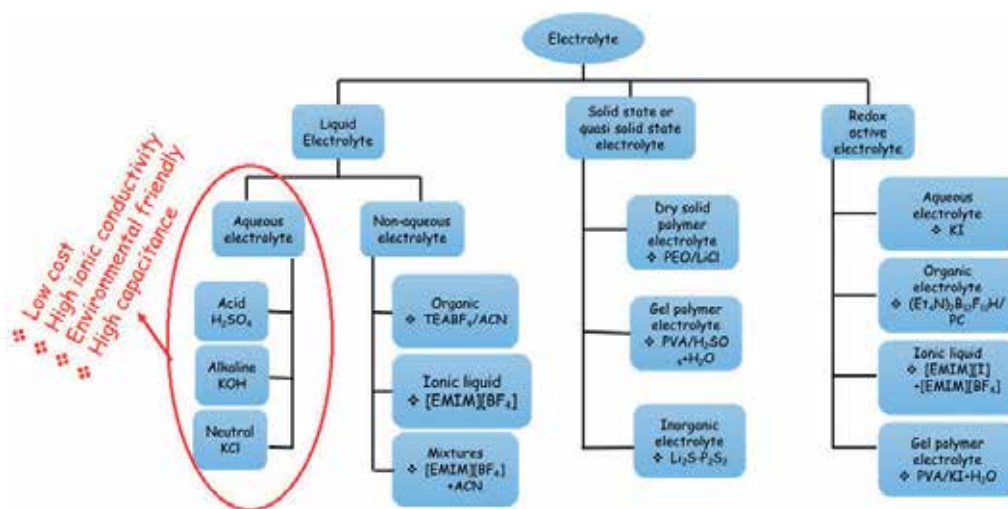 Electrolyte
Liquid
Electrolyte
Solid state or
quasi solid state
electrolyte
Redox
active
electrolyte
❖ Low cost
❖ High ionic conductivity
❖ Environmental friendly
❖ High capacitance
Aqueous
electrolyte
Acid
H₂SO₄
Alkaline
KOH
Neutral
KCl
Non-aqueous
electrolyte
Organic
❖ TEABF₄/ACN
Ionic liquid
❖ [EMIM][BF₄]
Mixtures
❖ [EMIM][BF₄]
+ACN
Dry solid
polymer
electrolyte
❖ PEO/LiCl
Gel polymer
electrolyte
❖ PVA/H₂SO
₄+H₂O
Inorganic
electrolyte
❖ Li₂S-P₂S₅
Aqueous
electrolyte
❖ KI
Organic
electrolyte
❖ (Et₄N)₂B₁₂F₁₁H/
PC
Ionic liquid
❖ [EMIM][I]
+[EMIM][BF₄]
Gel polymer
electrolyte
❖ PVA/KI+H₂O